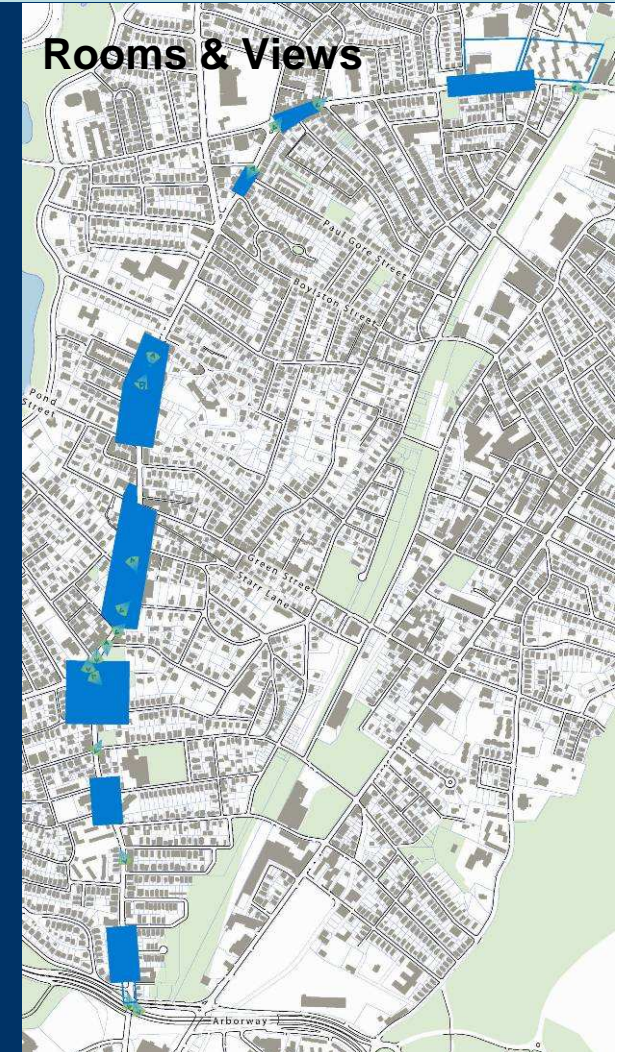 Rooms & Views
Paul Gore Street
Boylston Street
Pond
Street
Green Street
Starr Lane
Arborway